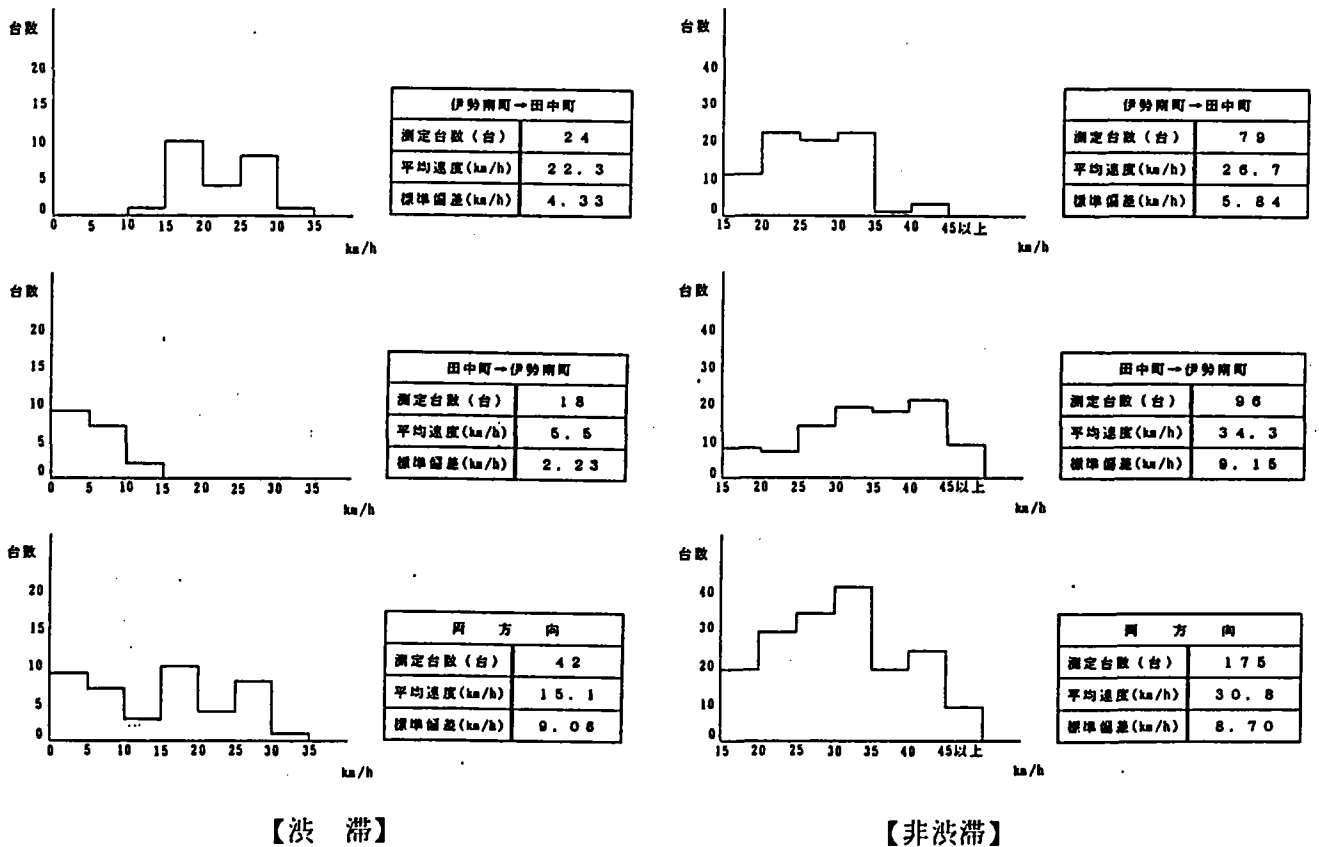 台数
20
15
10
5
0
0 5 10 15 20 25 30 35
km/h
伊勢南町→田中町
測定台数(台) 24
平均速度(km/h) 22.3
標準偏差(km/h) 4.33
台数
40
30
20
10
0
15 20 25 30 35 40 45以上
km/h
伊勢南町→田中町
測定台数(台) 79
平均速度(km/h) 26.7
標準偏差(km/h) 5.84
台数
20
15
10
5
0
0 5 10 15 20 25 30 35
km/h
田中町→伊勢南町
測定台数(台) 18
平均速度(km/h) 5.5
標準偏差(km/h) 2.23
台数
40
30
20
10
0
15 20 25 30 35 40 45以上
km/h
田中町→伊勢南町
測定台数(台) 96
平均速度(km/h) 34.3
標準偏差(km/h) 9.15
台数
20
15
10
5
0
0 5 10 15 20 25 30 35
km/h
両 方 向
測定台数(台) 42
平均速度(km/h) 15.1
標準偏差(km/h) 9.06
台数
40
30
20
10
0
15 20 25 30 35 40 45以上
km/h
両 方 向
測定台数(台) 175
平均速度(km/h) 30.8
標準偏差(km/h) 8.70
【渋 滞】
【非渋滞】